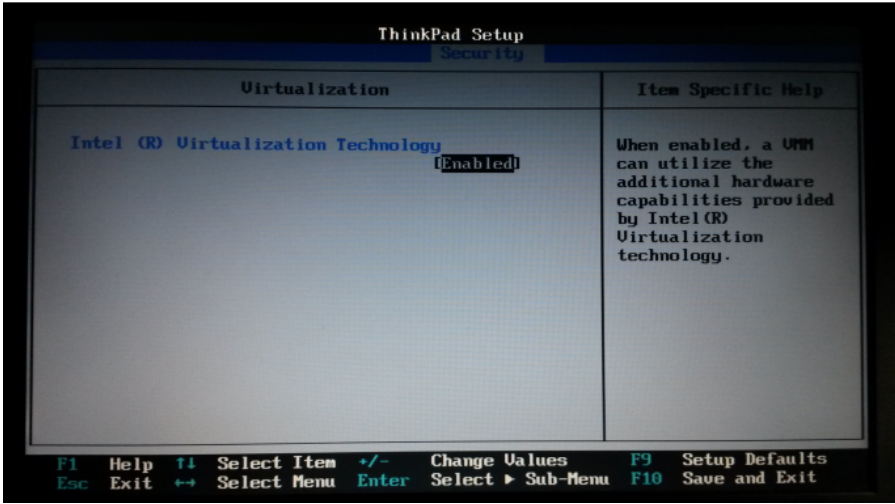 ThinkPad Setup
Security
Virtualization
Item Specific Help
Intel (R) Virtualization Technology
[Enabled]
When enabled, a VMM
can utilize the
additional hardware
capabilities provided
by Intel(R)
Virtualization
technology.
F1 Help ↑↓ Select Item +/- Change Values F9 Setup Defaults
Esc Exit ↔ Select Menu Enter Select ▶ Sub-Menu F10 Save and Exit